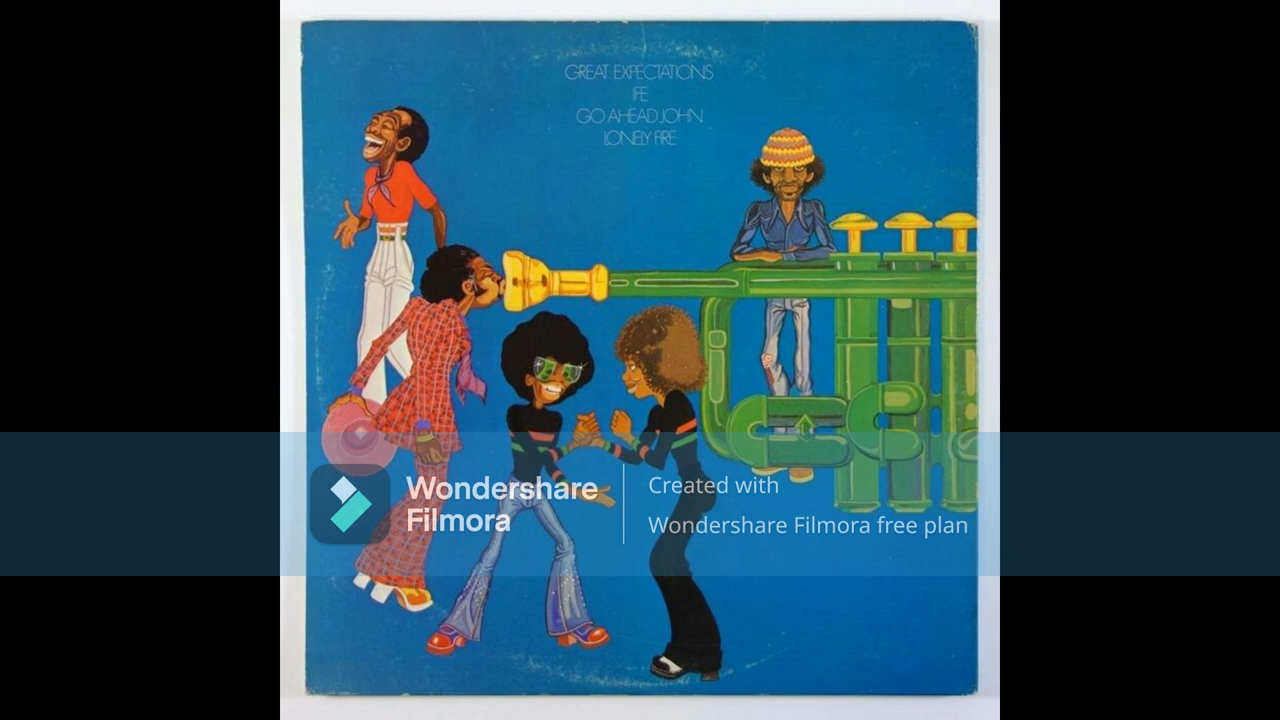 GREAT EXPECTATIONS
IFE
GO AHEAD JOHN
LONELY FIRE
Wondershare
Filmora
Created with
Wondershare Filmora free plan